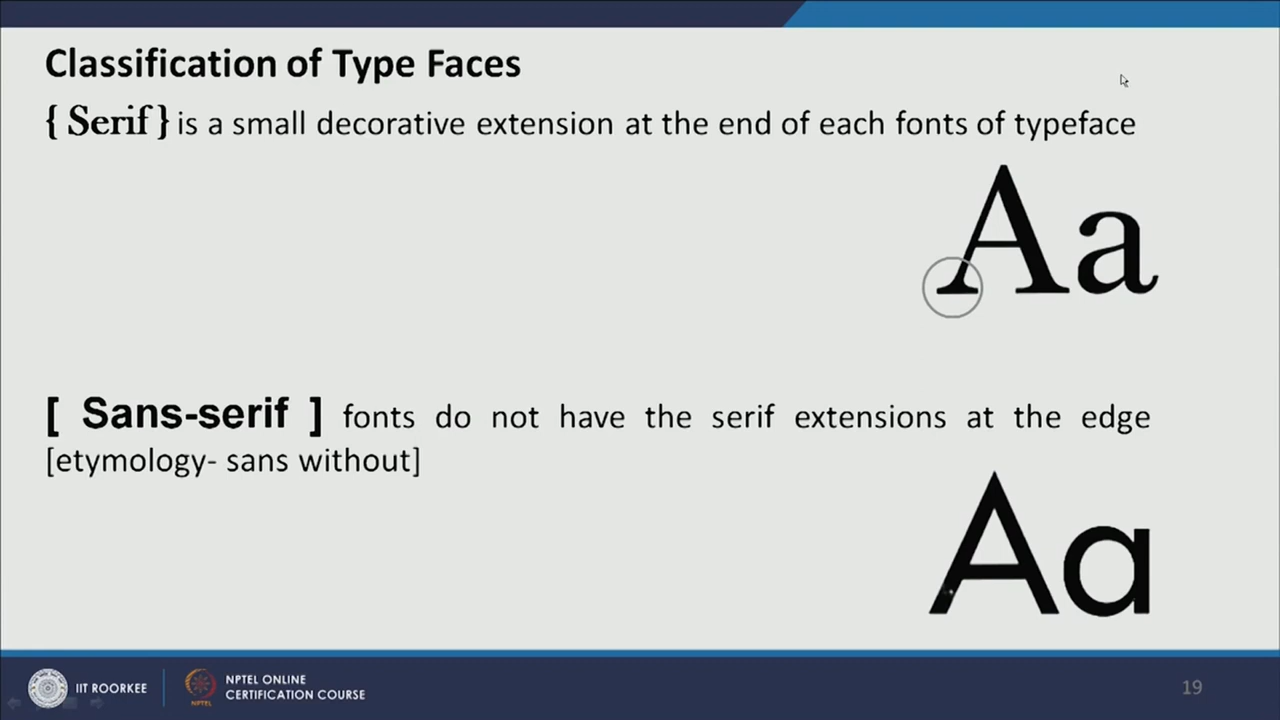 Classification of Type Faces
{ Serif } is a small decorative extension at the end of each fonts of typeface
Aa
[ Sans-serif ] fonts do not have the serif extensions at the edge
[etymology- sans without]
Aa
IIT ROORKEE
NPTEL ONLINE
CERTIFICATION COURSE
NPTEL
19